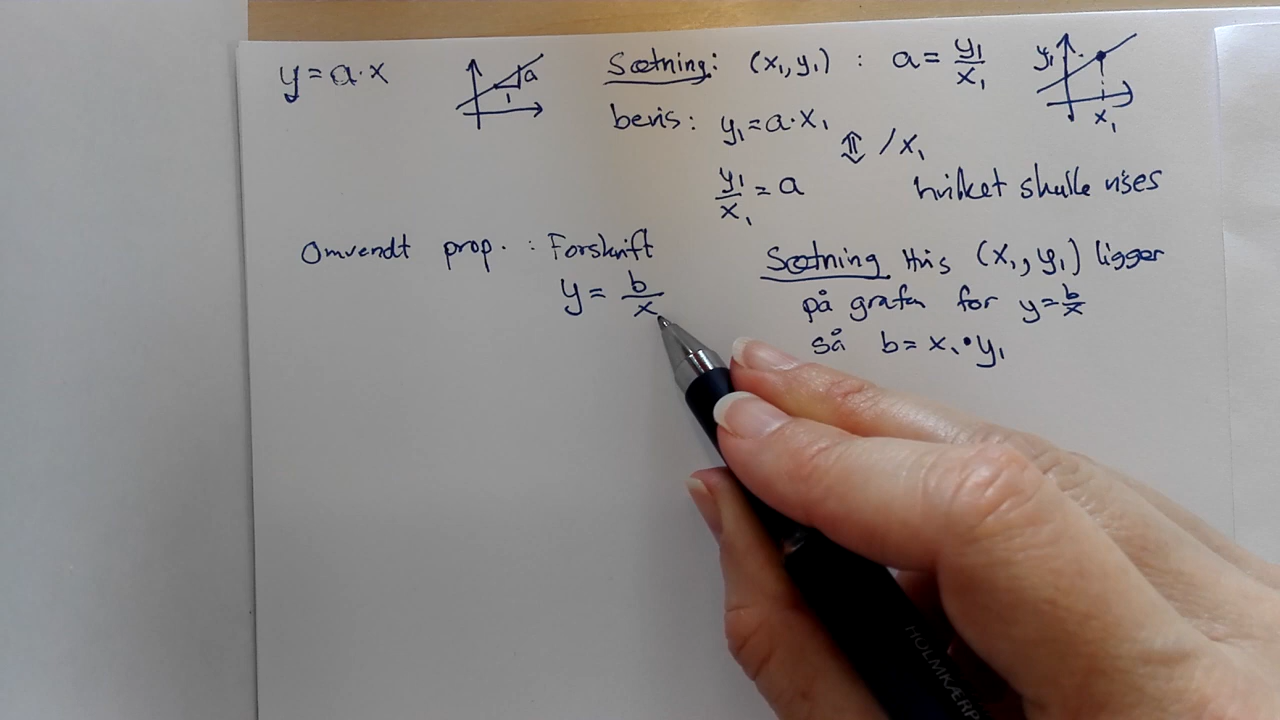 y = a·x
a
1
Sætning: (x₁, y₁) : a = y₁/x₁
y₁
x₁
bevis: y₁ = a·x₁
⇕ /x₁
y₁/x₁ = a
hvilket skulle vises
Omvendt prop. : Forskrift
y = b/x
Sætning Hvis (x₁, y₁) ligger
på grafen for y = b/x
så b = x₁·y₁
HOLMKÆRP